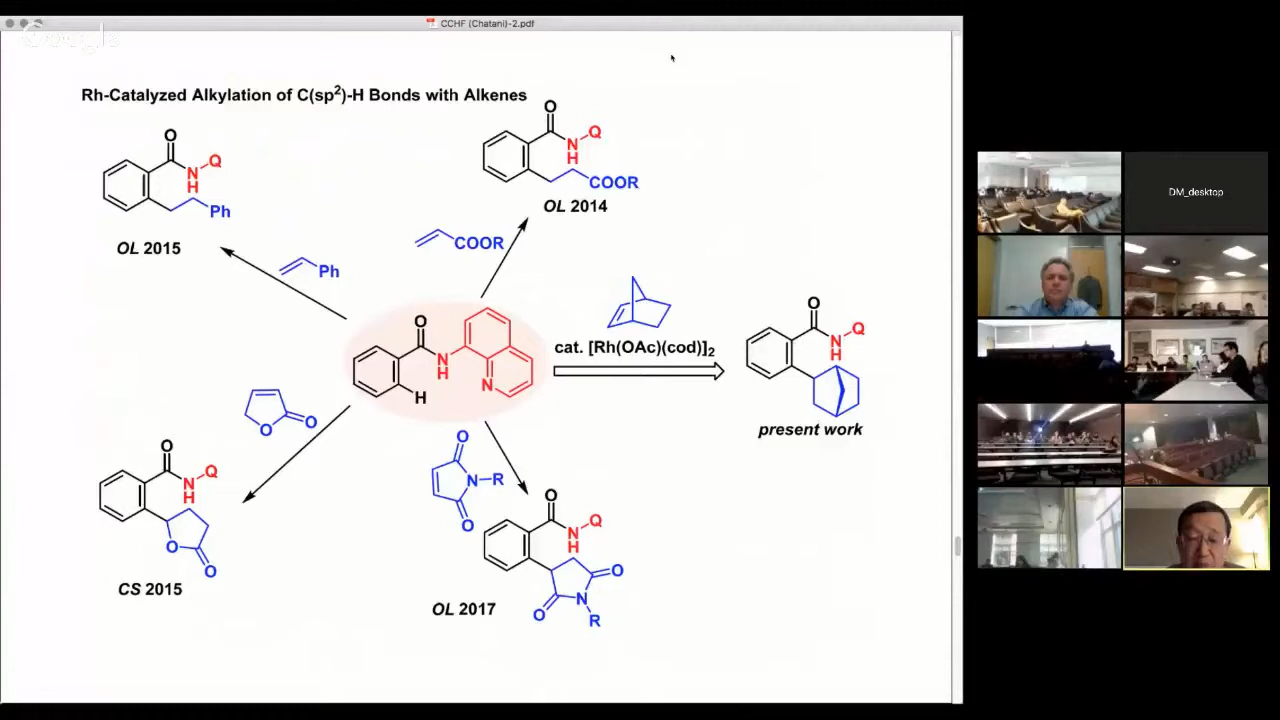 CCHF (Chatani)-2.pdf
Google
Rh-Catalyzed Alkylation of C(sp²)-H Bonds with Alkenes
O
N
H
Q
Ph
OL 2015
Ph
O
N
H
Q
COOR
OL 2014
COOR
O
N
H
N
H
cat. [Rh(OAc)(cod)]₂
O
N
H
Q
present work
O
O
O
N
H
Q
O
O
CS 2015
O
N
R
O
O
N
H
Q
O
O
N
R
OL 2017
DM_desktop